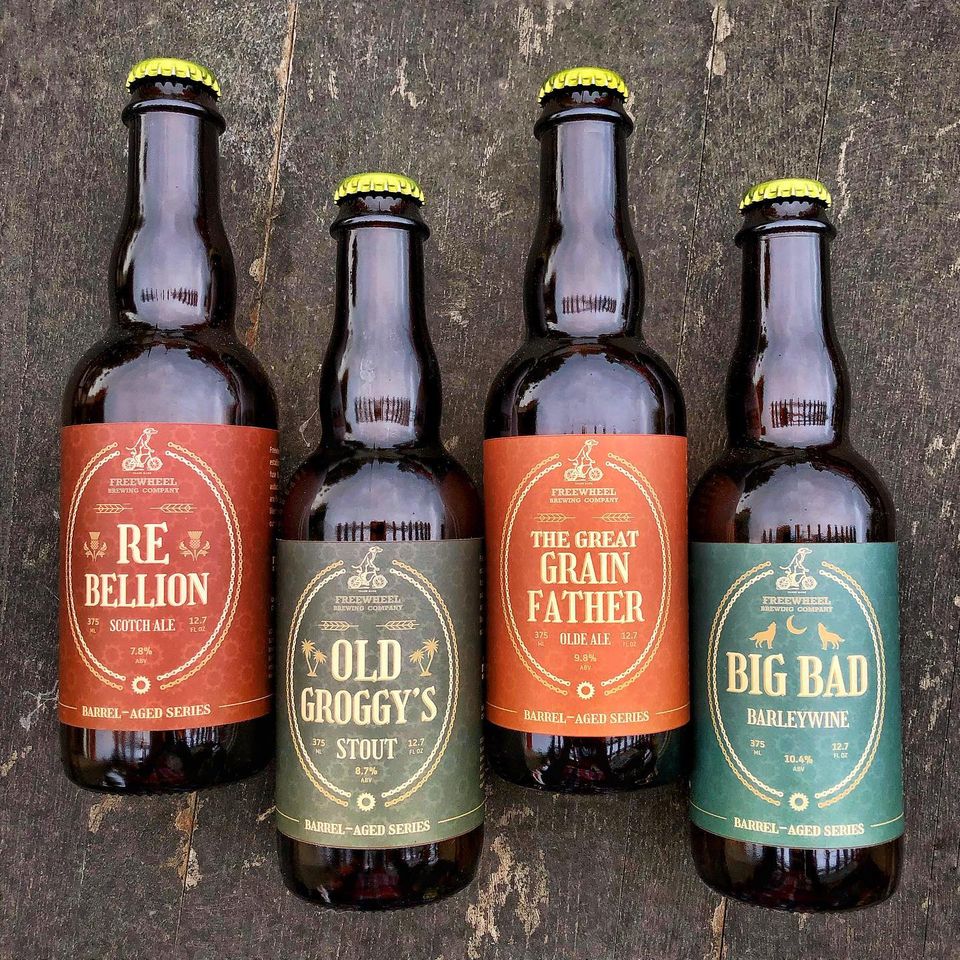 FREEWHEEL
BREWING COMPANY
RE
BELLION
375 ML
SCOTCH ALE
12.7 FL OZ
7.8%
ABV
BARREL-AGED SERIES
FREEWHEEL
BREWING COMPANY
OLD
GROGGY'S
375 ML
STOUT
12.7 FL OZ
8.7%
ABV
BARREL-AGED SERIES
FREEWHEEL
BREWING COMPANY
THE GREAT
GRAIN
FATHER
375 ML
OLDE ALE
12.7 FL OZ
9.8%
ABV
BARREL-AGED SERIES
FREEWHEEL
BREWING COMPANY
BIG BAD
BARLEYWINE
375 ML
12.7 FL OZ
10.4%
ABV
BARREL-AGED SERIES